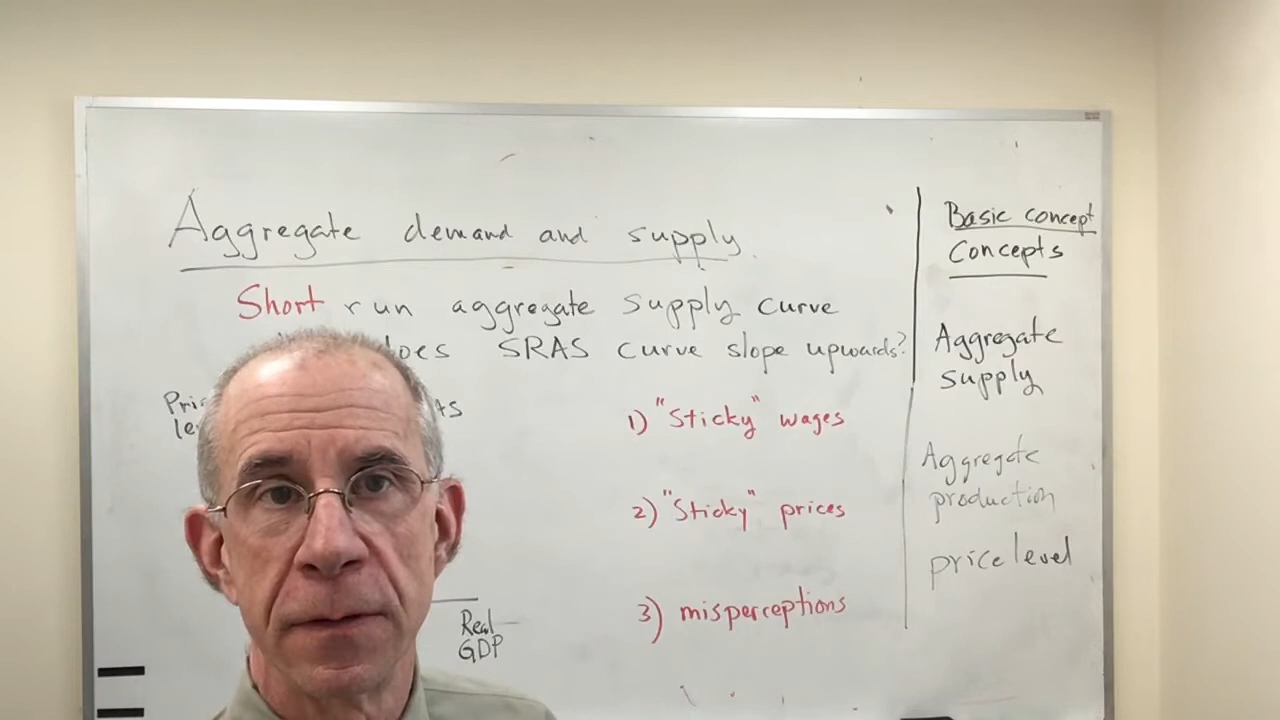 Aggregate demand and supply
Short run aggregate supply curve
does SRAS curve slope upwards?
1) "Sticky" wages
2) "Sticky" prices
3) misperceptions
Real
GDP
Basic concept
Concepts
Aggregate
supply
Aggregate
production
price level